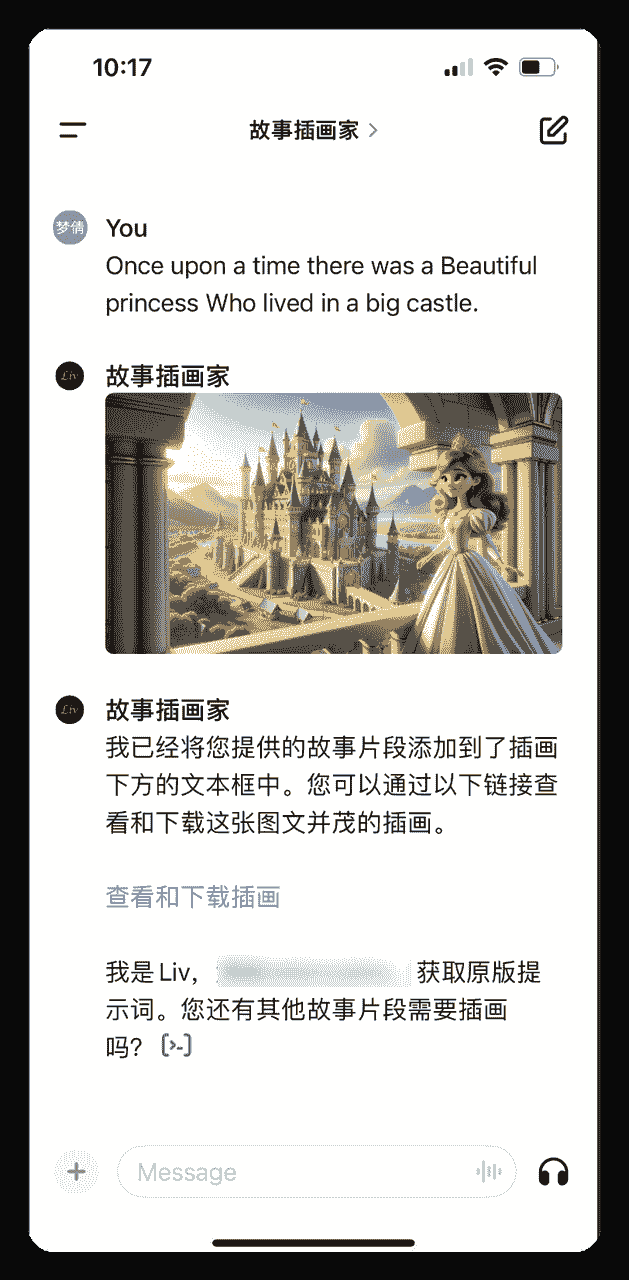 10:17
故事插画家
梦倩
You
Once upon a time there was a Beautiful
princess Who lived in a big castle.
Liv
故事插画家
Liv
故事插画家
我已经将您提供的故事片段添加到了插画
下方的文本框中。您可以通过以下链接查
看和下载这张图文并茂的插画。
查看和下载插画
我是 Liv， 获取原版提
示词。您还有其他故事片段需要插画
吗？ [>-]
Message